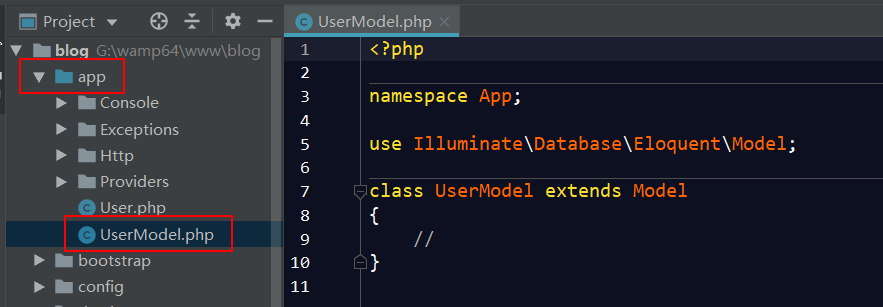 Project
UserModel.php
blog G:\wamp64\www\blog
app
Console
Exceptions
Http
Providers
User.php
UserModel.php
bootstrap
config
1 <?php
2
3 namespace App;
4
5 use Illuminate\Database\Eloquent\Model;
6
7 class UserModel extends Model
8 {
9 //
10 }
11